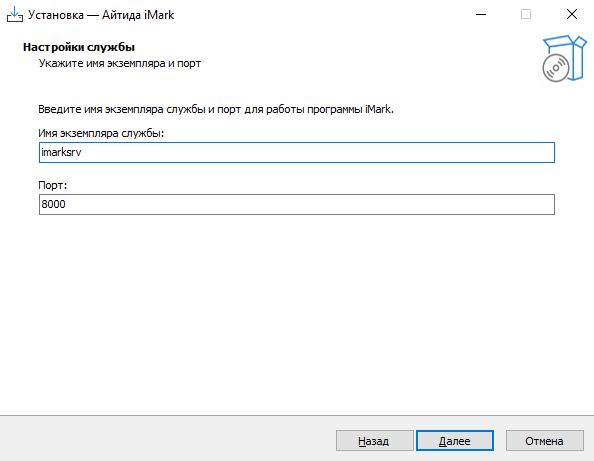 Установка — Айтида iMark
Настройки службы
Укажите имя экземпляра и порт
Введите имя экземпляра службы и порт для работы программы iMark.
Имя экземпляра службы:
imarksrv
Порт:
8000
Назад Далее Отмена